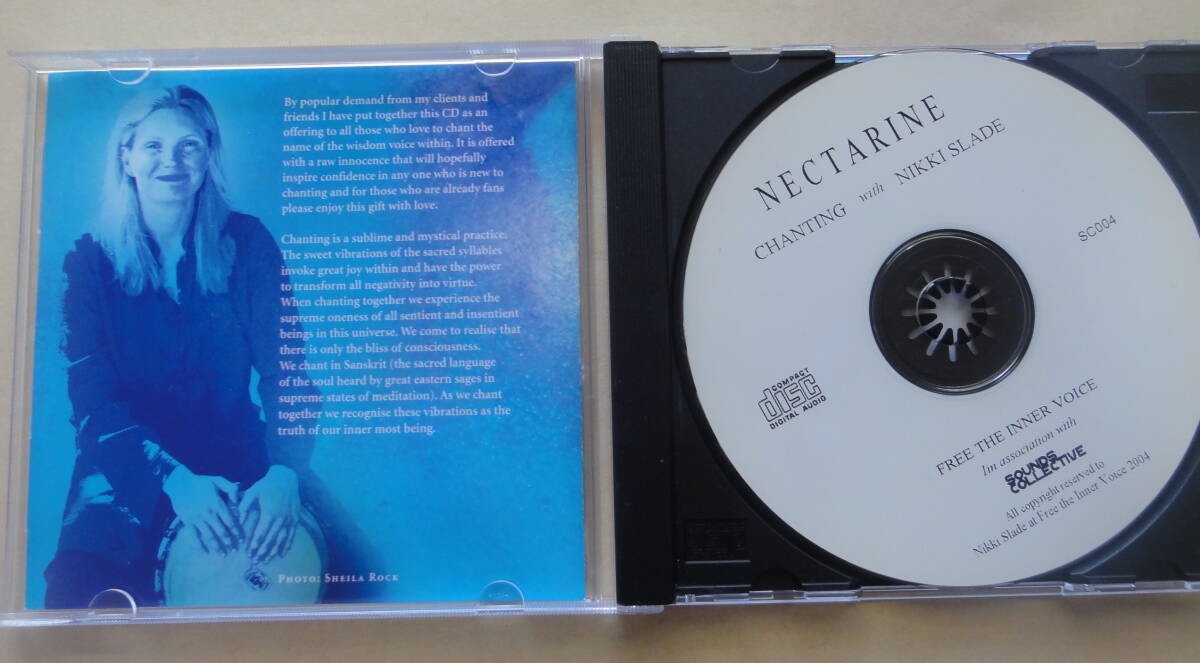 By popular demand from my clients and
friends I have put together this CD as an
offering to all those who love to chant the
name of the wisdom voice within. It is offered
with a raw innocence that will hopefully
inspire confidence in any one who is new to
chanting and for those who are already fans
please enjoy this gift with love.
Chanting is a sublime and mystical practice.
The sweet vibrations of the sacred syllables
invoke great joy within and have the power
to transform all negativity into virtue.
When chanting together we experience the
supreme oneness of all sentient and insentient
beings in this universe. We come to realise that
there is only the bliss of consciousness.
We chant in Sanskrit (the sacred language
of the soul heard by great eastern sages in
supreme states of meditation). As we chant
together we recognise these vibrations as the
truth of our inner most being.
PHOTO: SHEILA ROCK
NECTARINE
CHANTING with NIKKI SLADE
SC004
COMPACT
disc
DIGITAL AUDIO
FREE THE INNER VOICE
Im association with
SOUNDS
COLLECTIVE
All copyright reserved to
Nikki Slade at Free the Inner Voice 2004